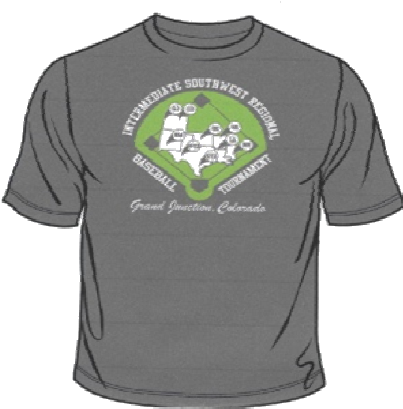 INTERMEDIATE SOUTHWEST REGIONAL
BASEBALL TOURNAMENT
Grand Junction, Colorado